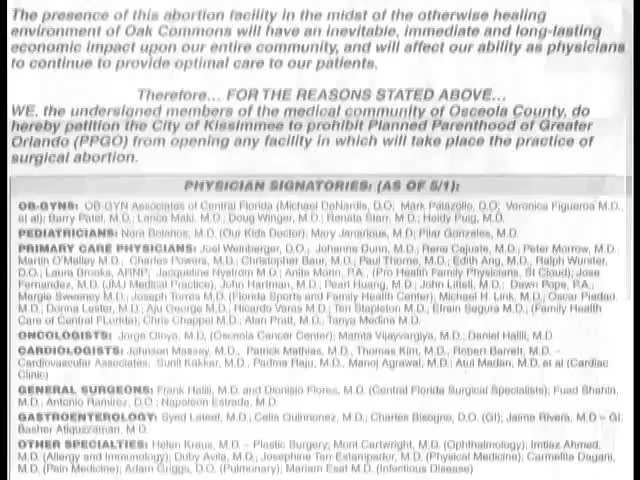 The presence of this abortion facility in the midst of the otherwise healing
environment of Oak Commons will have an inevitable, immediate and long-lasting
economic impact upon our entire community, and will affect our ability as physicians
to continue to provide optimal care to our patients.
Therefore... FOR THE REASONS STATED ABOVE...
WE, the undersigned members of the medical community of Osceola County, do
hereby petition the City of Kissimmee to prohibit Planned Parenthood of Greater
Orlando (PPGO) from opening any facility in which will take place the practice of
surgical abortion.
PHYSICIAN SIGNATORIES: (AS OF 5/1):
OB-GYNS: OB-GYN Associates of Central Florida (Michael DeNardis, D.O. Mark Palazollo, D.O; Veronica Figueroa M.D.,
et al); Barry Patel, M.D.; Lance Maki, M.D.; Doug Winger, M.D.; Renata Starr, M.D.; Heidy Puig, M.D.
PEDIATRICIANS: Nora Bolanos, M.D. (Our Kids Doctor); Mary Janarious, M.D; Pilar Gonzales, M.D.
PRIMARY CARE PHYSICIANS: Joel Weinberger, D.O.; Johanna Dunn, M.D.; Rene Cajuste, M.D.; Peter Morrow, M.D.
Martin O'Malley M.D.; Charles Powers, M.D.; Christopher Baur, M.D.; Paul Thorne, M.D.; Edith Ang, M.D.; Ralph Wurster,
D.O.; Laura Brooks, ARNP; Jacqueline Nystrom M.D.; Anita Morin, P.A., (Pro Health Family Physicians, St Cloud); Jose
Fernandez, M.D. (JMJ Medical Practice); John Hartman, M.D.; Pearl Huang, M.D.; John Littell, M.D.; Dawn Pope, P.A.;
Margie Sweeney M.D.; Joseph Torres M.D. (Florida Sports and Family Health Center); Michael H. Link, M.D.; Oscar Piedad,
M.D.; Donna Lester, M.D.; Aju George M.D.; Ricardo Varas M.D.; Teri Stapleton M.D.; Efrain Segura M.D., (Family Health
Care of Central FLorida); Chris Chappel M.D.; Alan Pratt, M.D.; Tanya Medina M.D.
ONCOLOGISTS: Jorge Otoya, M.D, (Osceola Cancer Center); Mamta Vijayvargiya, M.D., Daniel Halili, M.D
CARDIOLOGISTS: Johnson Massey, M.D., Patrick Mathias, M.D., Thomas Kim, M.D., Robert Barrett, M.D. –
Cardiovascular Associates, Sunil Kakkar, M.D.; Padma Raju, M.D.; Manoj Agrawal, M.D.; Atul Madan, M.D. et al (Cardiac
Clinic)
GENERAL SURGEONS: Frank Halili, M.D. and Dionisio Flores, M.D. (Central Florida Surgical Specialists); Fuad Shahin,
M.D.; Antonio Ramirez, D.O.; Napoleon Estrada, M.D.
GASTROENTEROLOGY: Syed Lateef, M.D., Celia Quinnonez, M.D.; Charles Bisogno, D.O. (GI); Jaime Rivera, M.D – GI;
Basher Atiquzzaman, M.D.
OTHER SPECIALTIES: Helen Kraus, M.D. – Plastic Surgery; Mont Cartwright, M.D. (Ophthalmology); Imtiaz Ahmed,
M.D. (Allergy and Immunology); Duby Avila, M.D.; Josephine Tan-Estampador, M.D. (Physical Medicine); Carmelita Dagani,
M.D. (Pain Medicine); Adam Griggs, D.O. (Pulmonary); Mariam Esat M.D. (Infectious Disease)